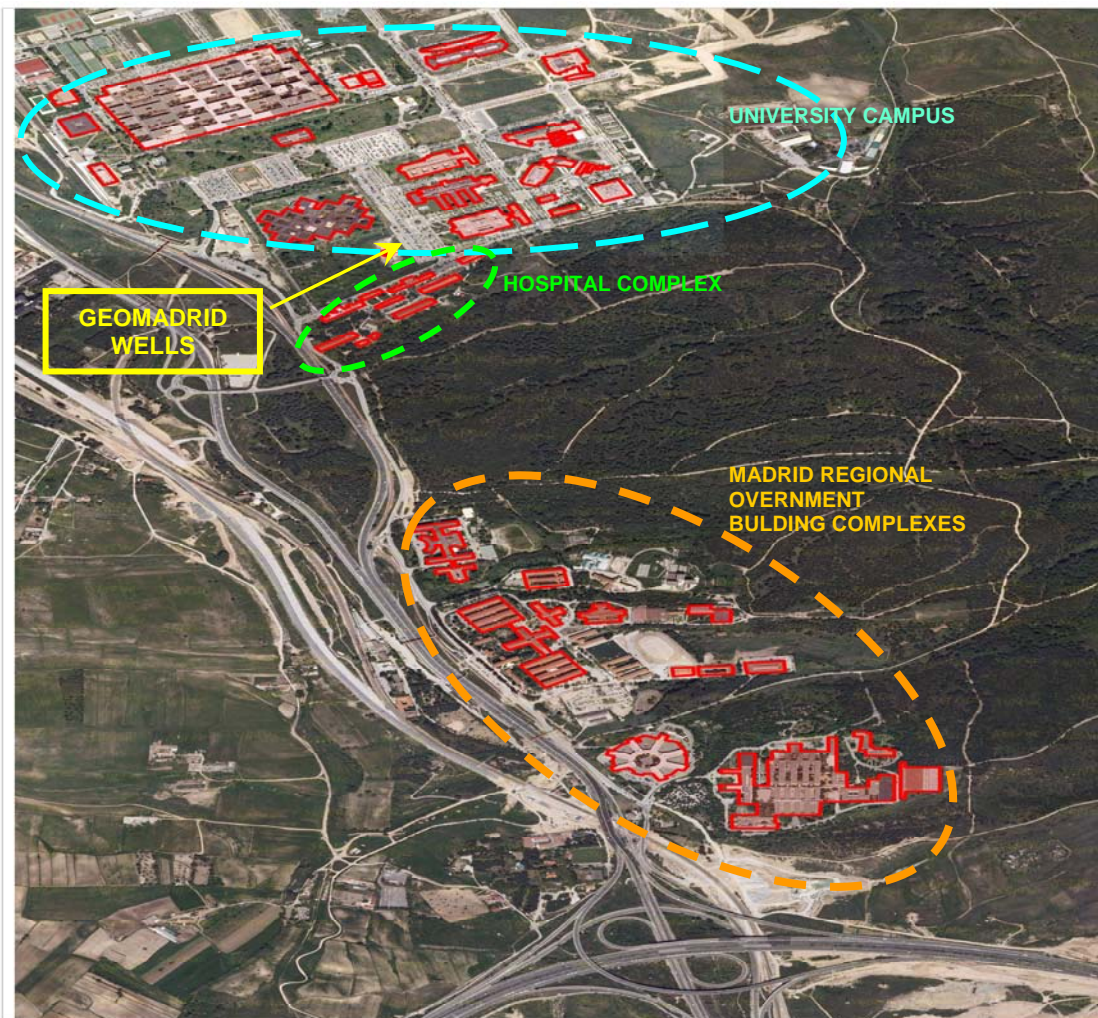 UNIVERSITY CAMPUS
HOSPITAL COMPLEX
GEOMADRID
WELLS
MADRID REGIONAL
OVERNMENT
BULDING COMPLEXES